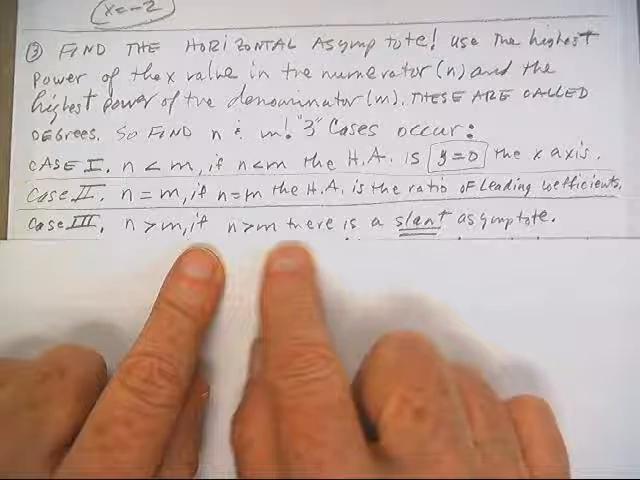 x = -2
③ FIND THE HORIZONTAL Asymptote! Use the highest
power of the x value in the numerator (n) and the
highest power of the denominator (m). THESE ARE CALLED
DEGREES. So FIND n & m! "3" Cases occur:
CASE I. n < m, if n<m the H.A. is y=0 the x axis.
Case II. n = m, if n=m the H.A. is the ratio of Leading coefficients.
Case III. n > m, if n>m there is a slant asymptote.